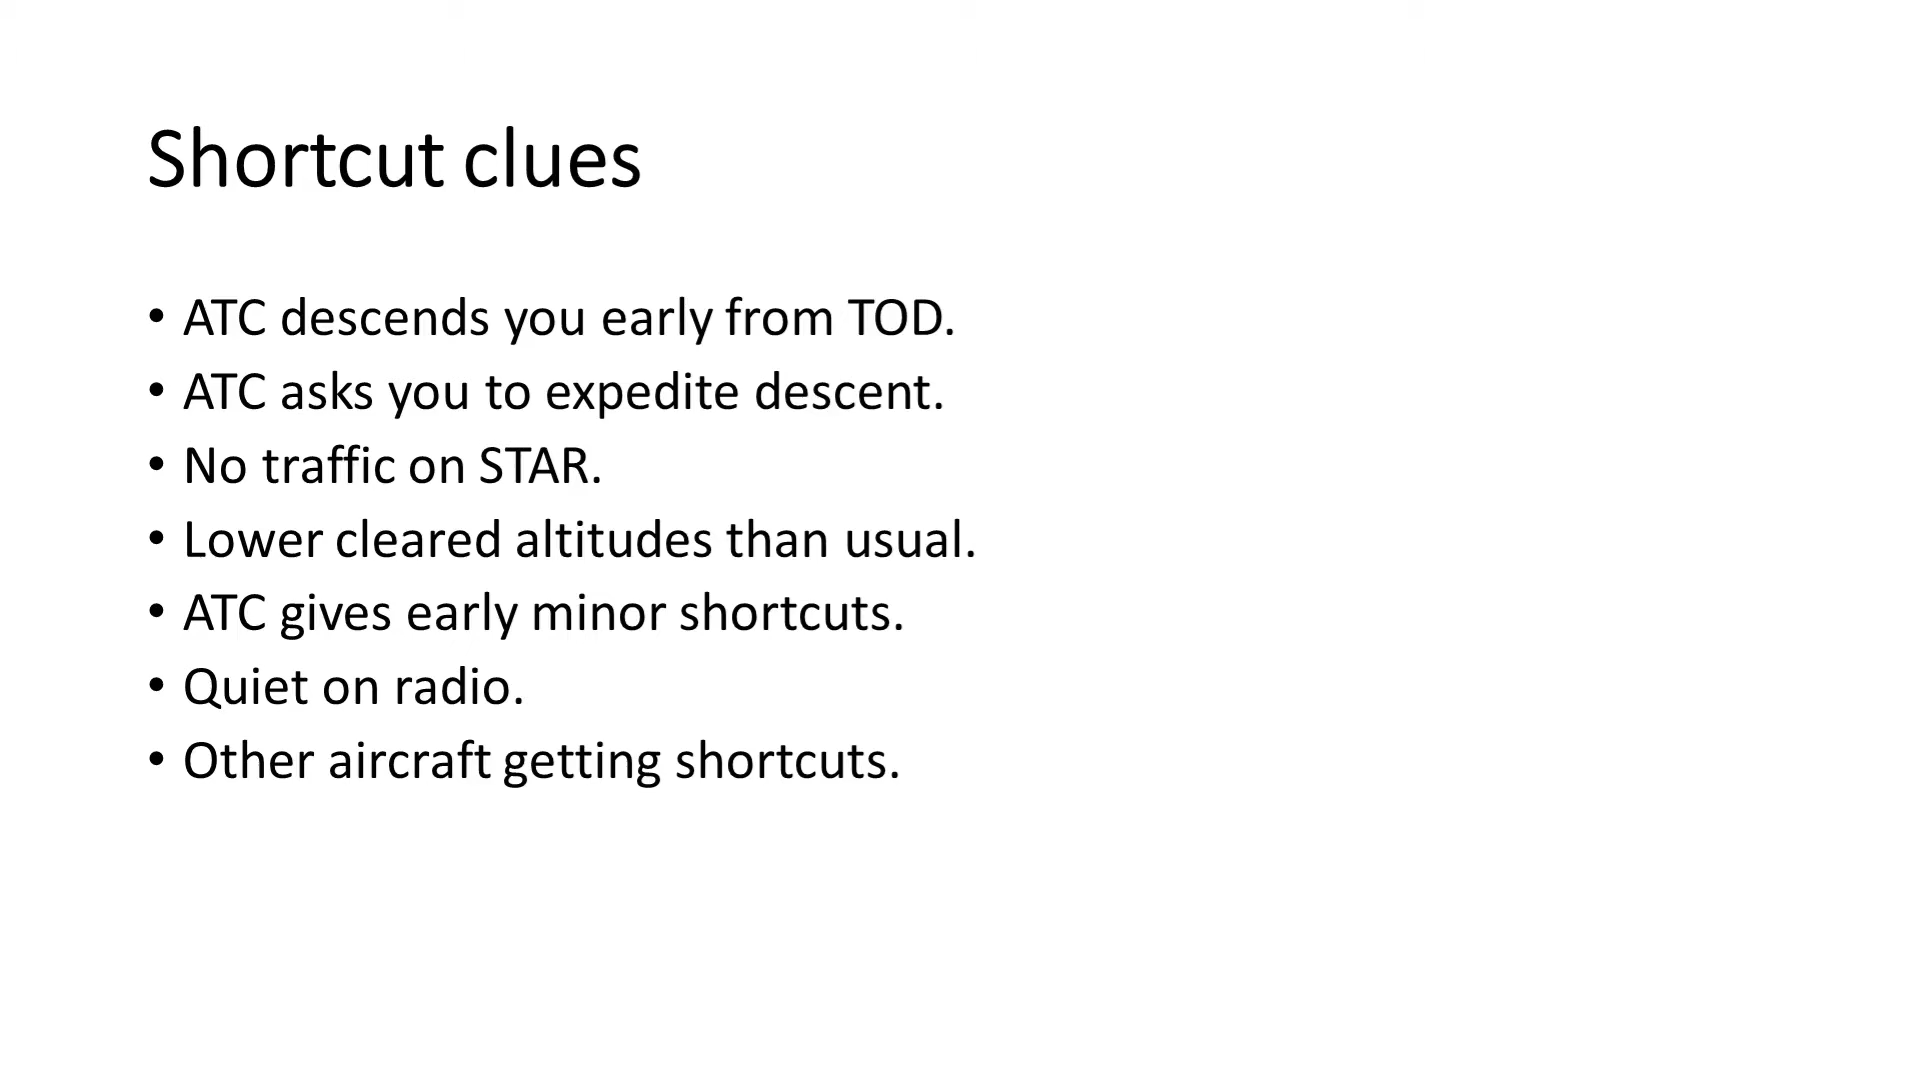 Shortcut clues
• ATC descends you early from TOD.
• ATC asks you to expedite descent.
• No traffic on STAR.
• Lower cleared altitudes than usual.
• ATC gives early minor shortcuts.
• Quiet on radio.
• Other aircraft getting shortcuts.